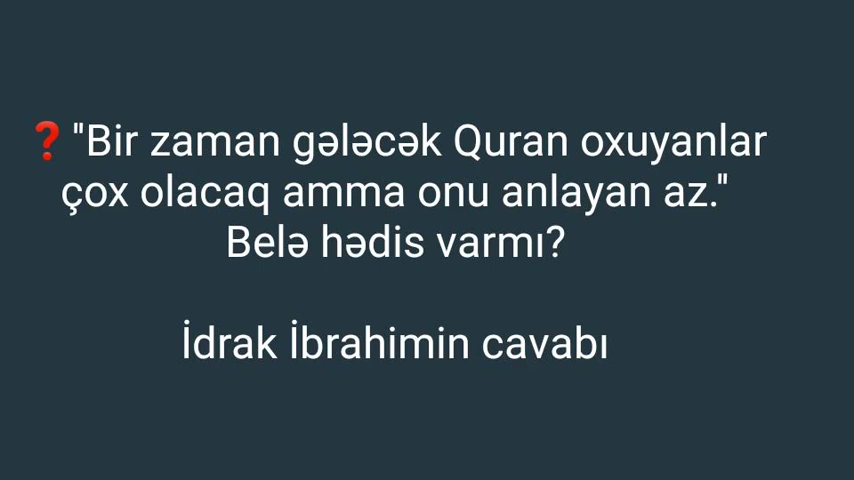 ❓"Bir zaman gələcək Quran oxuyanlar
çox olacaq amma onu anlayan az."
Belə hədis varmı?
İdrak İbrahimin cavabı